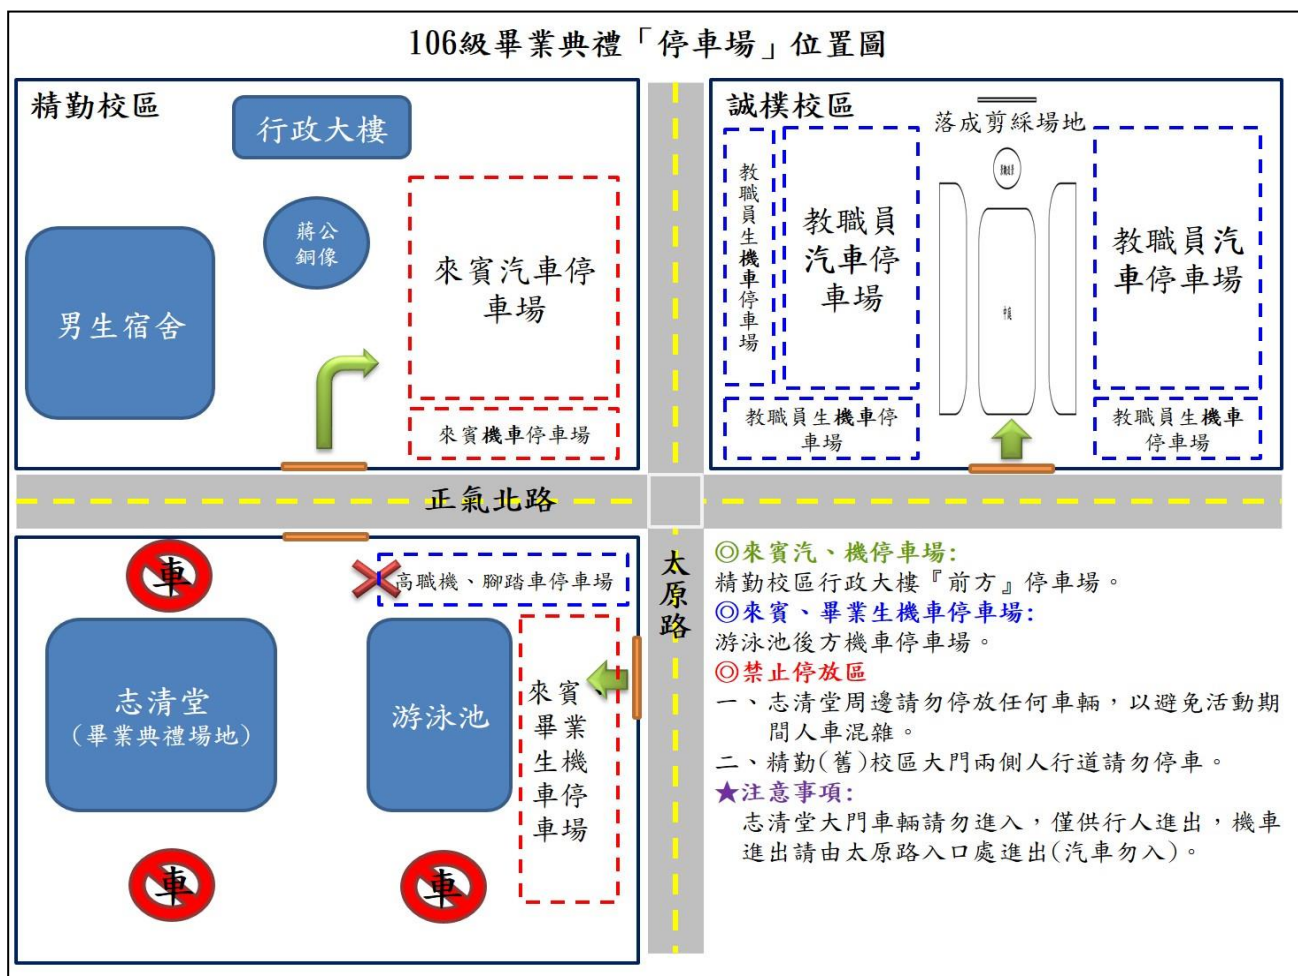 106級畢業典禮「停車場」位置圖
精勤校區
行政大樓
蔣公
銅像
男生宿舍
來賓汽車停
車場
來賓機車停車場
誠樸校區
落成剪綵場地
教職員生機車停車場
教職員
汽車停
車場
教職員汽
車停車場
教職員生機車停
車場
教職員生機車
停車場
正氣北路
太原路
車
高職機、腳踏車停車場
志清堂
(畢業典禮場地)
游泳池
來賓、
畢業
生機
車停
車場
車
車
◎來賓汽、機停車場:
精勤校區行政大樓『前方』停車場。
◎來賓、畢業生機車停車場:
游泳池後方機車停車場。
◎禁止停放區
一、志清堂周邊請勿停放任何車輛，以避免活動期
間人車混雜。
二、精勤(舊)校區大門兩側人行道請勿停車。
★注意事項:
志清堂大門車輛請勿進入，僅供行人進出，機車
進出請由太原路入口處進出(汽車勿入)。